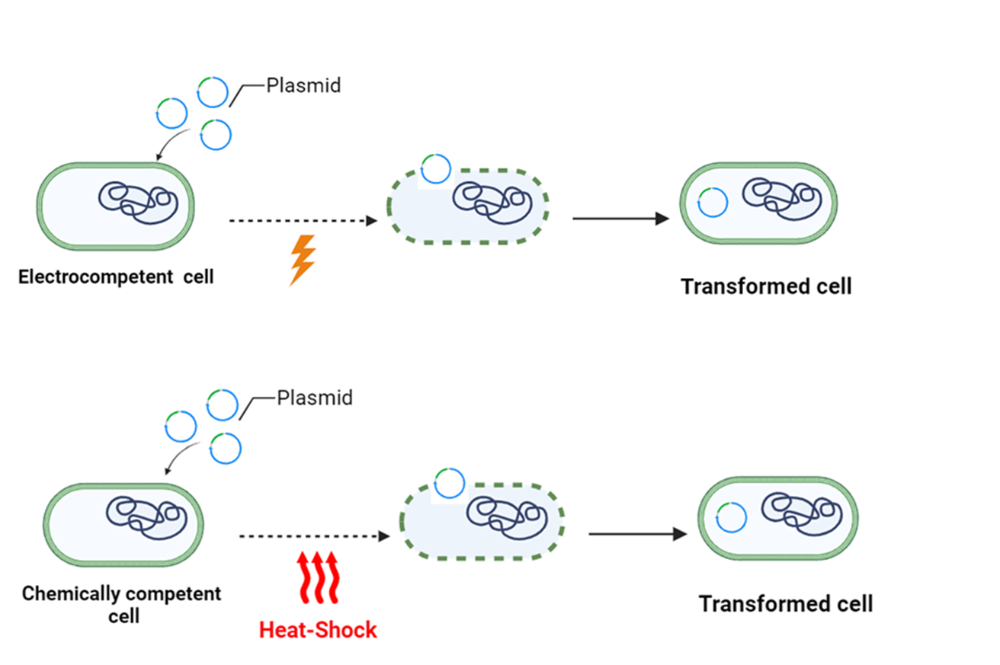 Plasmid
Electrocompetent  cell
Transformed cell
Plasmid
Chemically competent
cell
Heat-Shock
Transformed cell